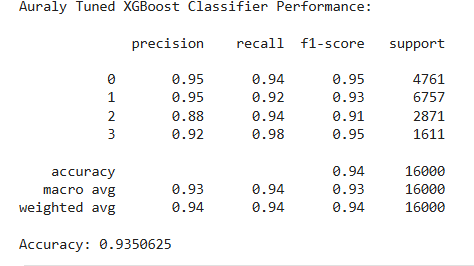 Auraly Tuned XGBoost Classifier Performance:
precision recall f1-score support
0 0.95 0.94 0.95 4761
1 0.95 0.92 0.93 6757
2 0.88 0.94 0.91 2871
3 0.92 0.98 0.95 1611
accuracy 0.94 16000
macro avg 0.93 0.94 0.93 16000
weighted avg 0.94 0.94 0.94 16000
Accuracy: 0.9350625